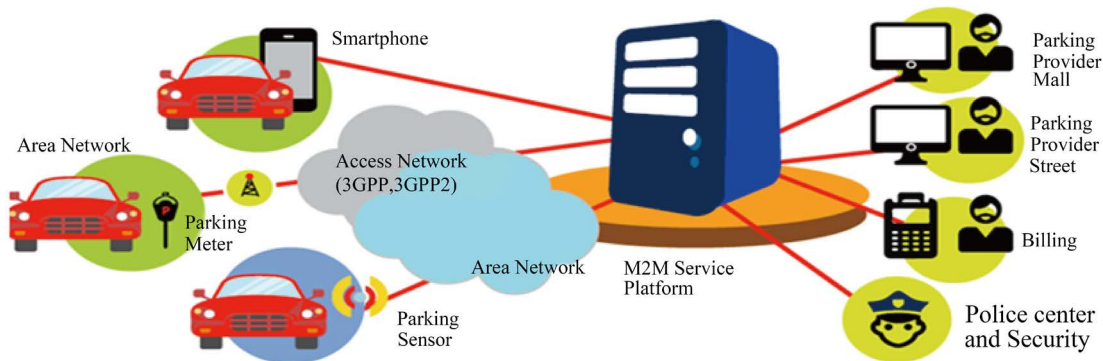 Smartphone
Area Network
Access Network
(3GPP,3GPP2)
P
Parking
Meter
Area Network
Parking
Sensor
M2M Service
Platform
Parking
Provider
Mall
Parking
Provider
Street
Billing
Police center
and Security